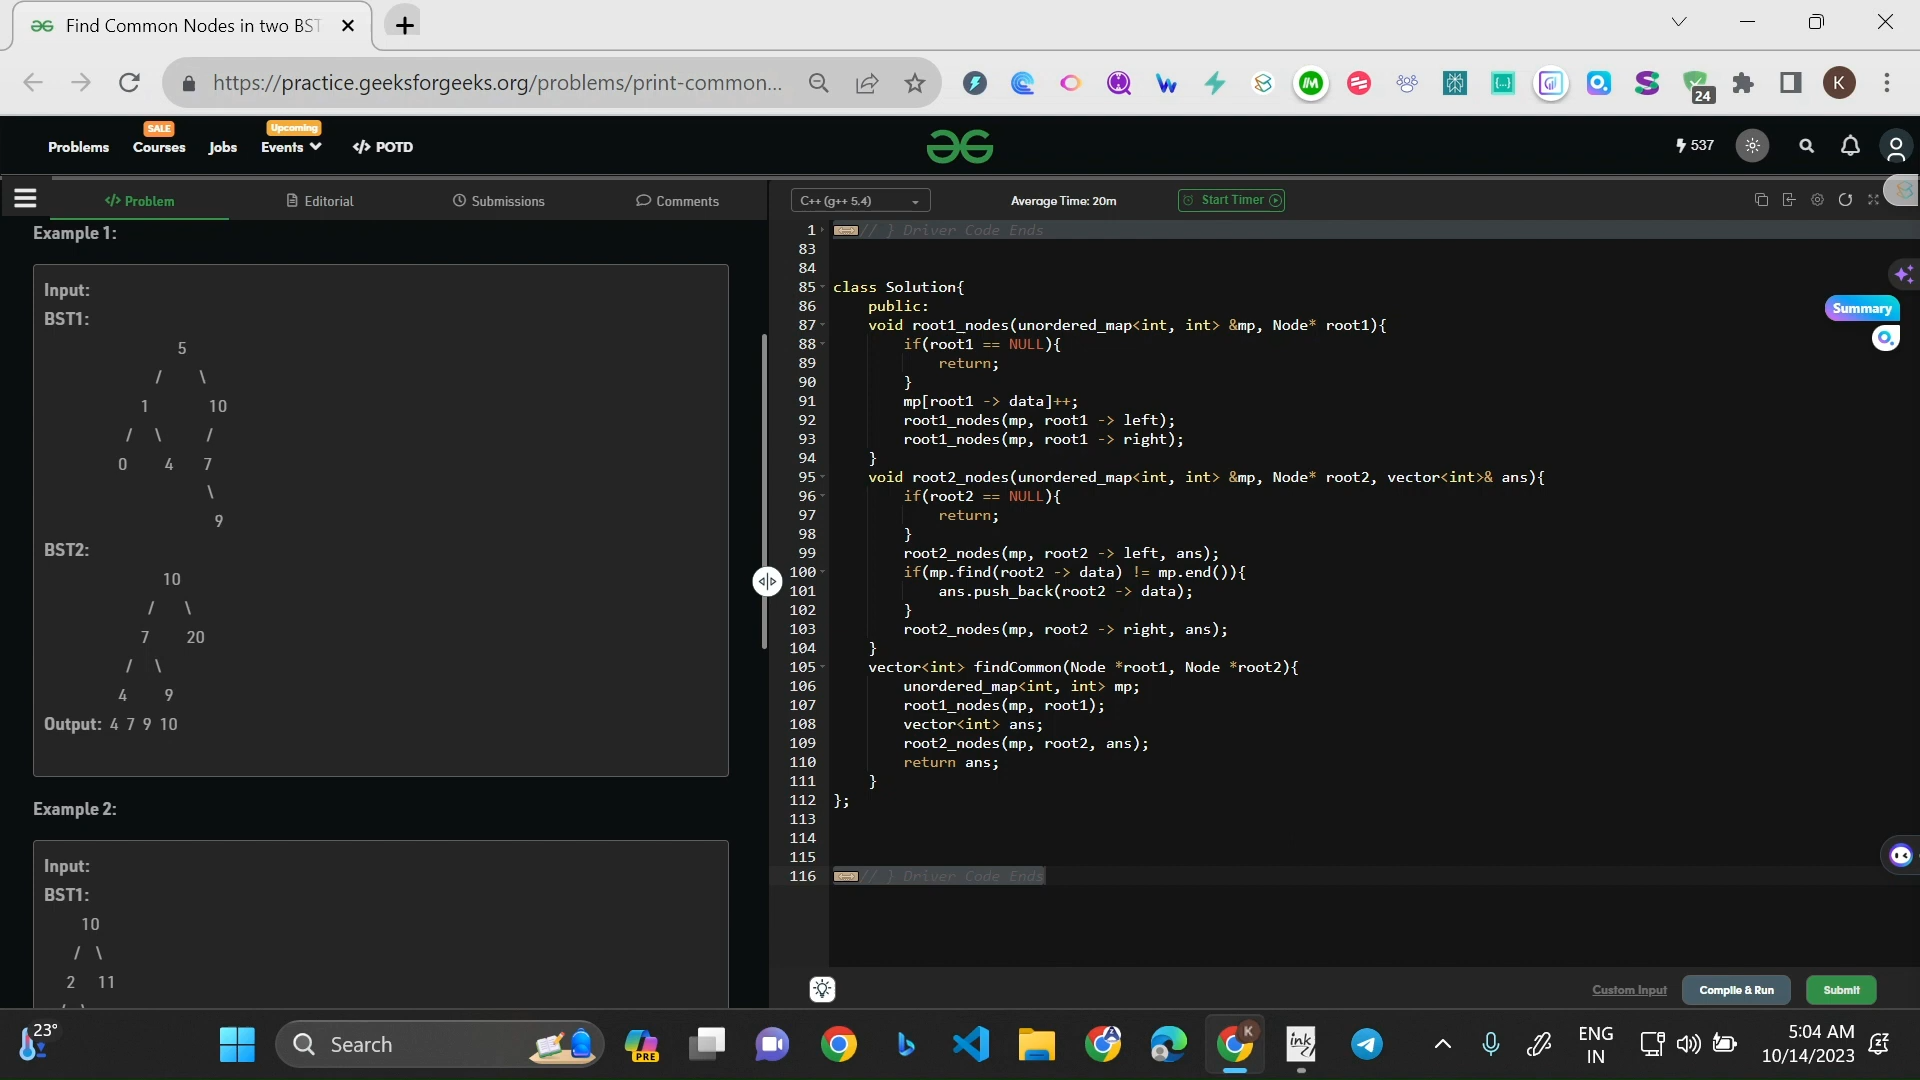 Find Common Nodes in two BST
https://practice.geeksforgeeks.org/problems/print-common...
24
K
Problems
SALE
Courses
Jobs
Upcoming
Events
</> POTD
537
</> Problem
Editorial
Submissions
Comments
C++ (g++ 5.4)
Average Time: 20m
Start Timer
Example 1:
Input:
BST1:
5
/ \
1 10
/ \ /
0 4 7
\
9
BST2:
10
/ \
7 20
/ \
4 9
Output: 4 7 9 10
Example 2:
Input:
BST1:
10
/ \
2 11
1 // } Driver Code Ends
83
84
85 class Solution{
86 public:
87 void root1_nodes(unordered_map<int, int> &mp, Node* root1){
88 if(root1 == NULL){
89 return;
90 }
91 mp[root1 -> data]++;
92 root1_nodes(mp, root1 -> left);
93 root1_nodes(mp, root1 -> right);
94 }
95 void root2_nodes(unordered_map<int, int> &mp, Node* root2, vector<int>& ans){
96 if(root2 == NULL){
97 return;
98 }
99 root2_nodes(mp, root2 -> left, ans);
100 if(mp.find(root2 -> data) != mp.end()){
101 ans.push_back(root2 -> data);
102 }
103 root2_nodes(mp, root2 -> right, ans);
104 }
105 vector<int> findCommon(Node *root1, Node *root2){
106 unordered_map<int, int> mp;
107 root1_nodes(mp, root1);
108 vector<int> ans;
109 root2_nodes(mp, root2, ans);
110 return ans;
111 }
112 };
113
114
115
116 // } Driver Code Ends
Summary
Custom Input
Compile & Run
Submit
23°
Search
PRE
K
ink
ENG
IN
5:04 AM
10/14/2023